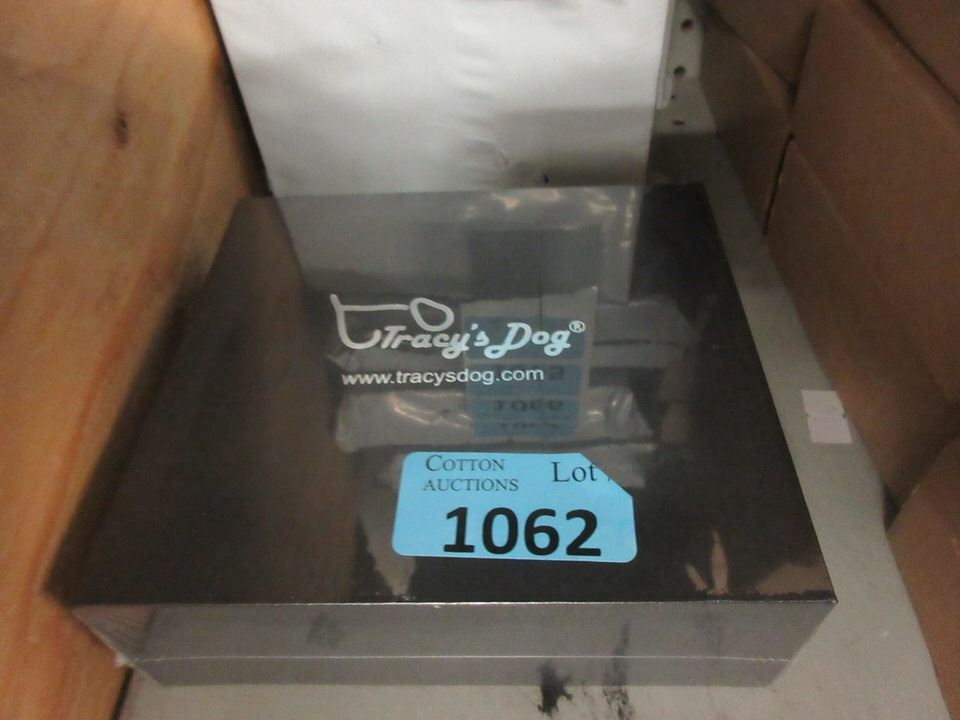 Tracy's Dog®
www.tracysdog.com
COTTON AUCTIONS
Lot
1062